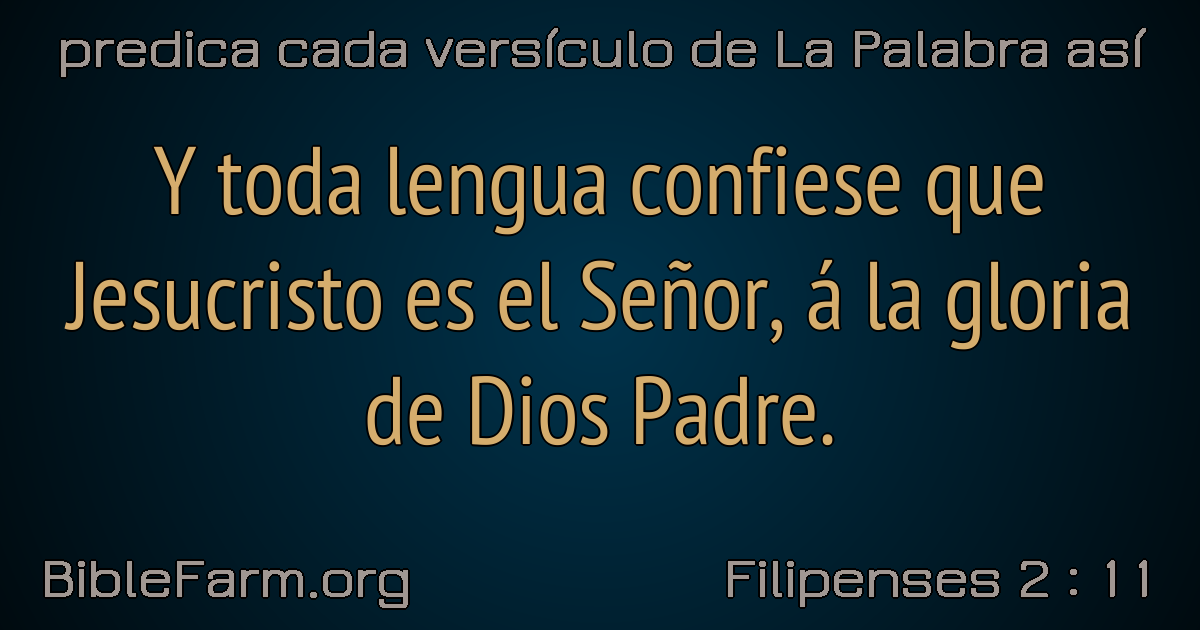 predica cada versículo de La Palabra así
Y toda lengua confiese que
Jesucristo es el Señor, á la gloria
de Dios Padre.
BibleFarm.org
Filipenses 2 : 11